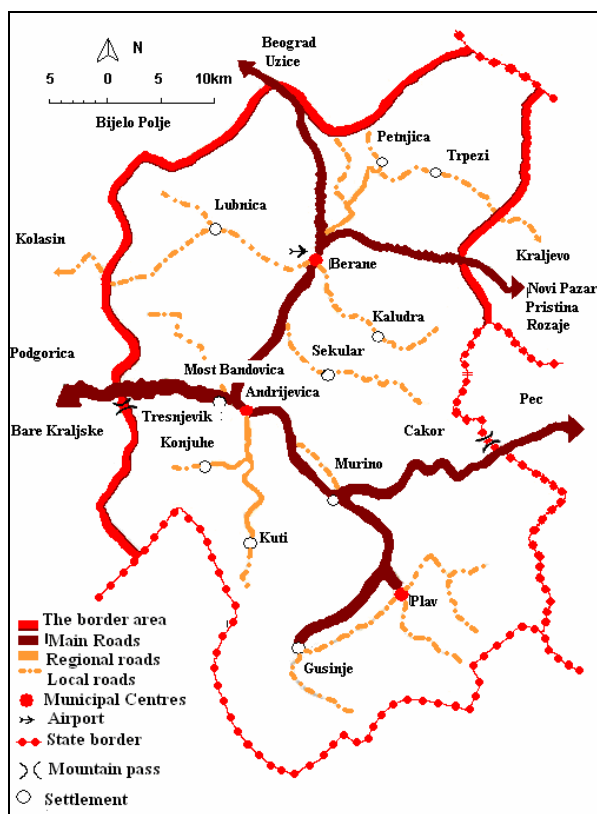 Beograd
Uzice
N
5 5 10km
Bijelo Polje
Petnjica
Trpezi
Lubnica
Kolasin
Kraljevo
Berane
Novi Pazar
Pristina
Rozaje
Kaludra
Sekular
Podgorica
Most Bandovica
Andrijevica
Pec
Tresnjevik
Bare Kraljske
Cakor
Konjuhe
Murino
Kuti
Plav
Gusinje
The border area
Main Roads
Regional roads
Local roads
Municipal Centres
Airport
State border
Mountain pass
Settlement